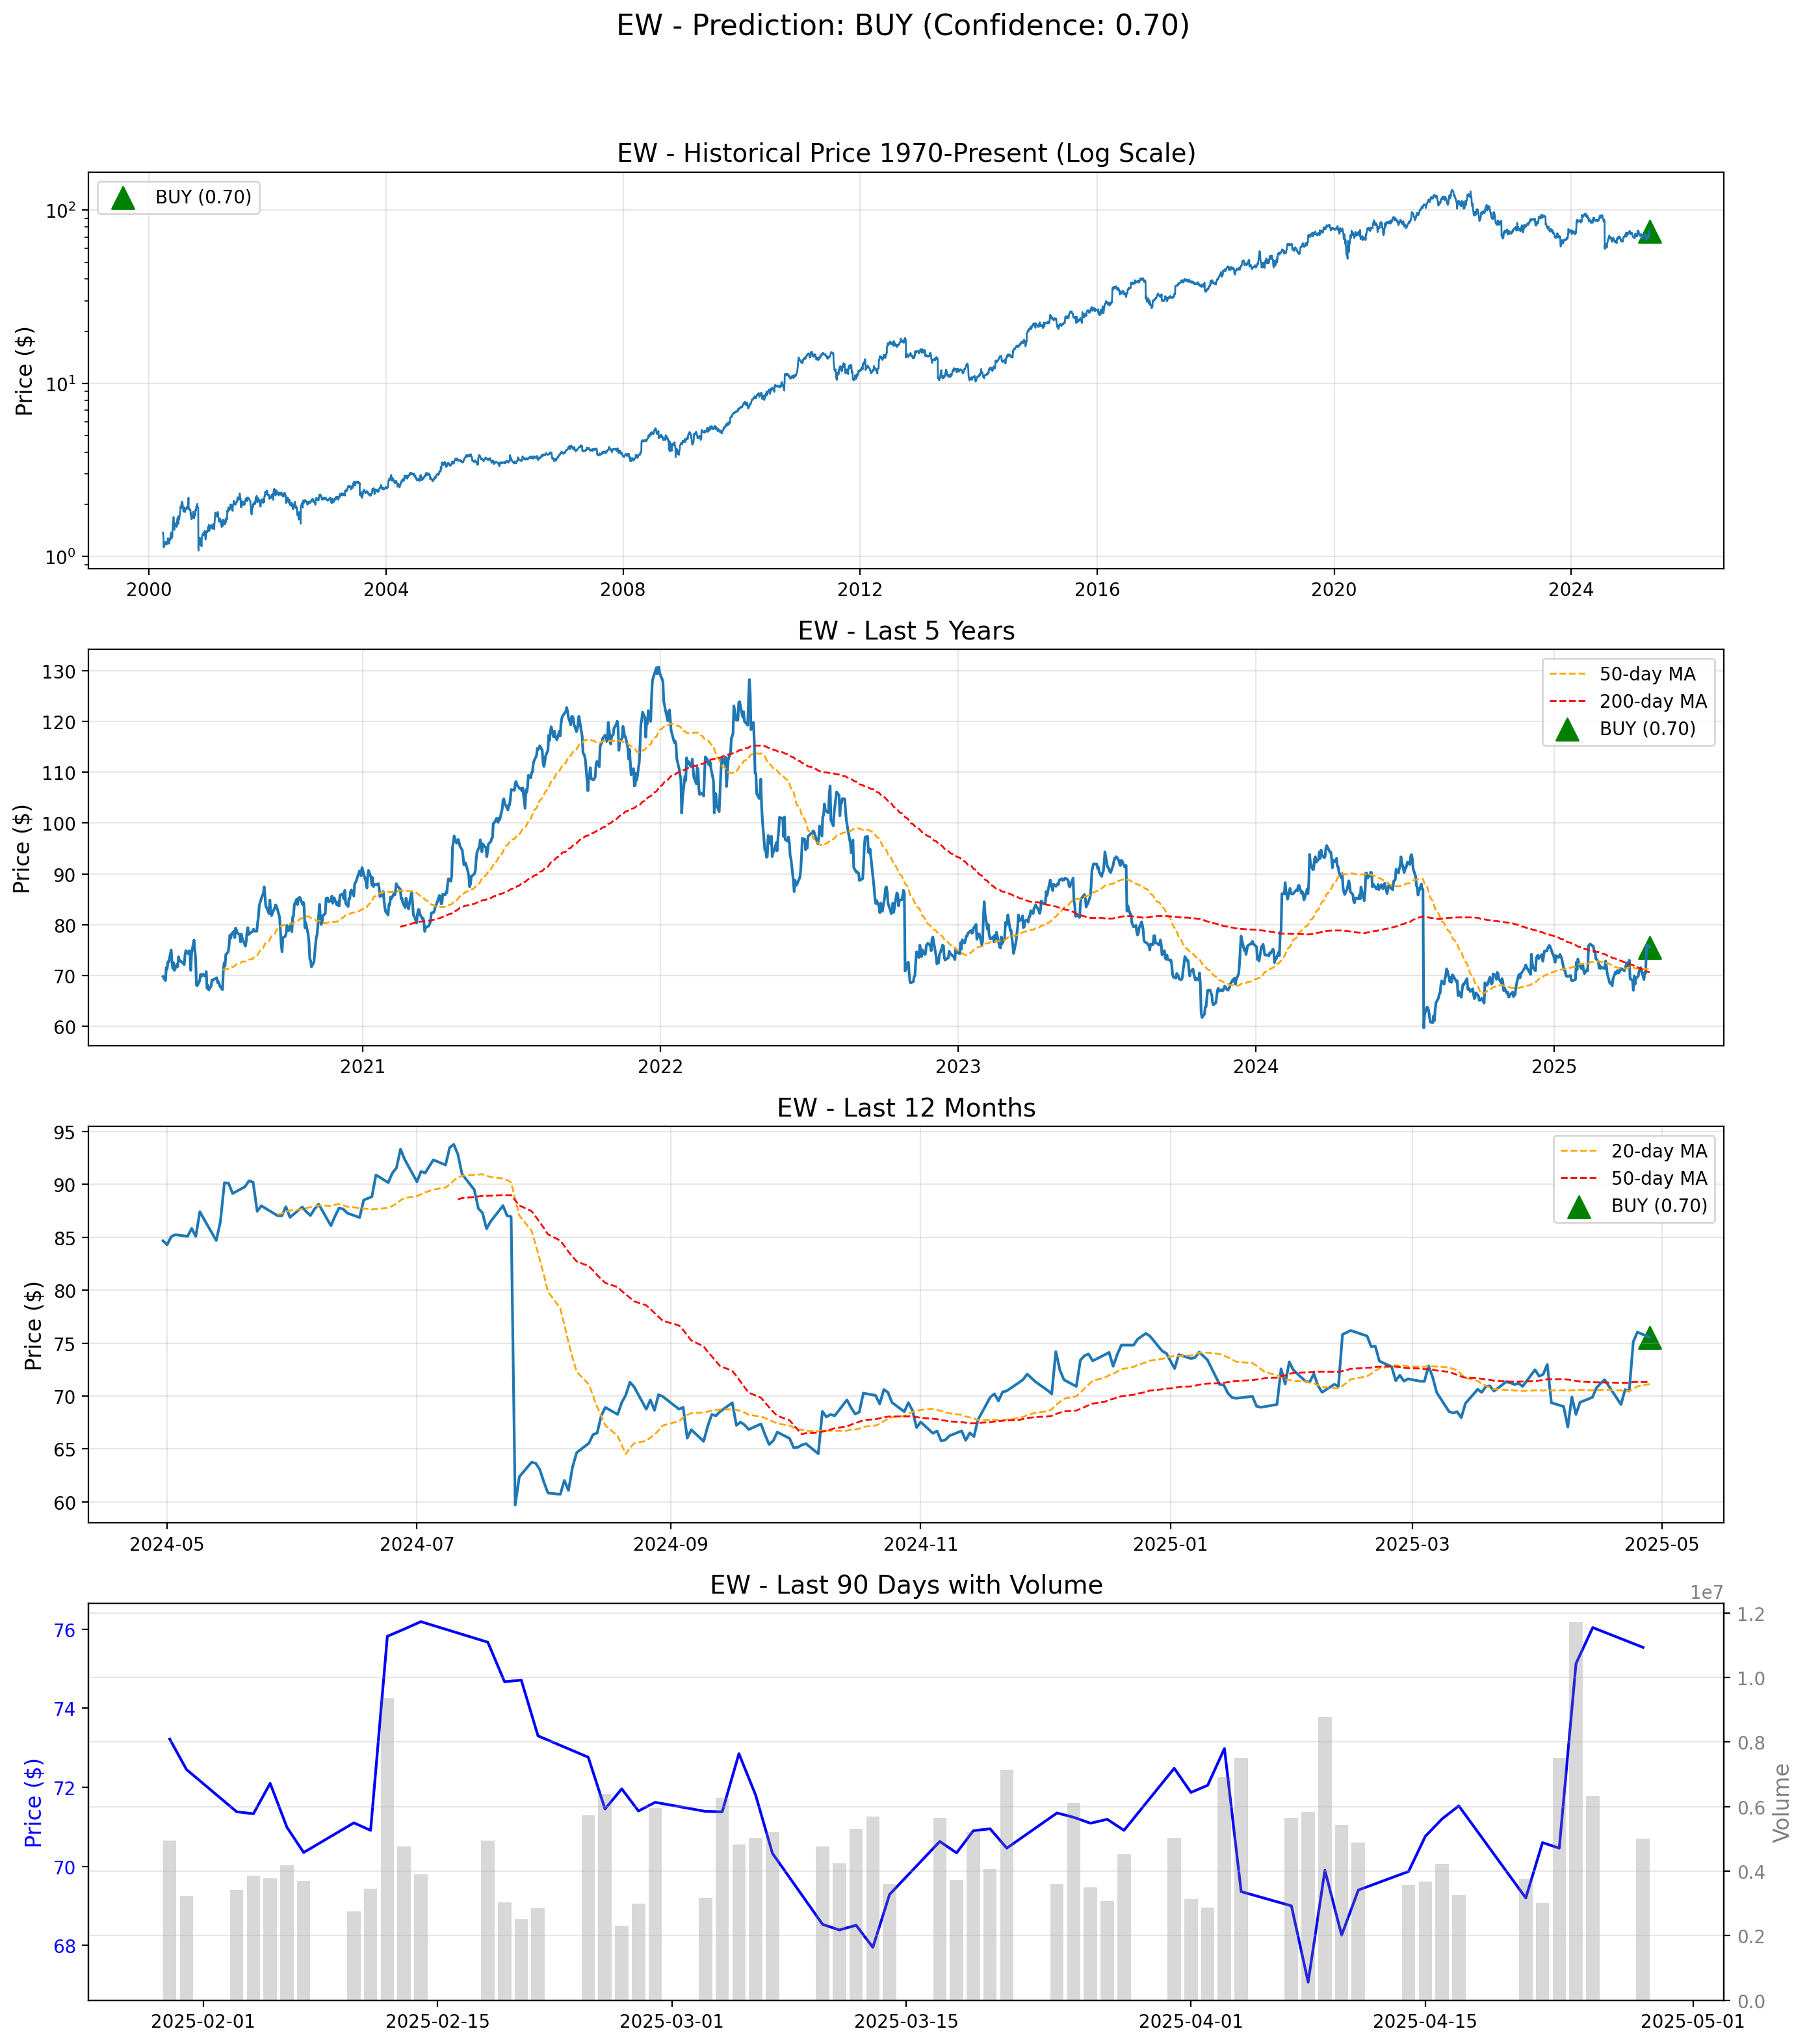 EW - Prediction: BUY (Confidence: 0.70)
EW - Historical Price 1970-Present (Log Scale)
BUY (0.70)
Price ($)
10²
10¹
10⁰
2000 2004 2008 2012 2016 2020 2024
EW - Last 5 Years
50-day MA
200-day MA
BUY (0.70)
Price ($)
130
120
110
100
90
80
70
60
2021 2022 2023 2024 2025
EW - Last 12 Months
20-day MA
50-day MA
BUY (0.70)
Price ($)
95
90
85
80
75
70
65
60
2024-05 2024-07 2024-09 2024-11 2025-01 2025-03 2025-05
EW - Last 90 Days with Volume
1e7
Price ($)
76
74
72
70
68
1.2
1.0
0.8
0.6
0.4
0.2
0.0
Volume
2025-02-01 2025-02-15 2025-03-01 2025-03-15 2025-04-01 2025-04-15 2025-05-01